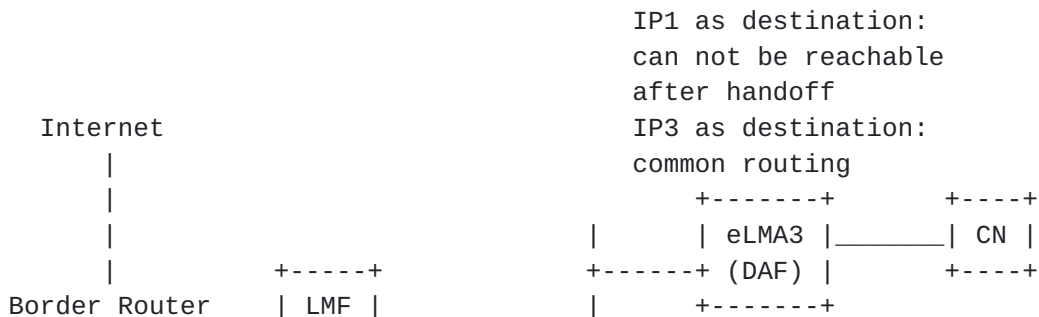 IP1 as destination:
                                        can not be reachable
                                        after handoff
  Internet                              IP3 as destination:
      |                                 common routing
      |                                     +-------+       +----+
      |                              |      | eLMA3 |_______| CN |
      |          +-----+             +------+ (DAF) |       +----+
Border Router    | LMF |             |      +-------+